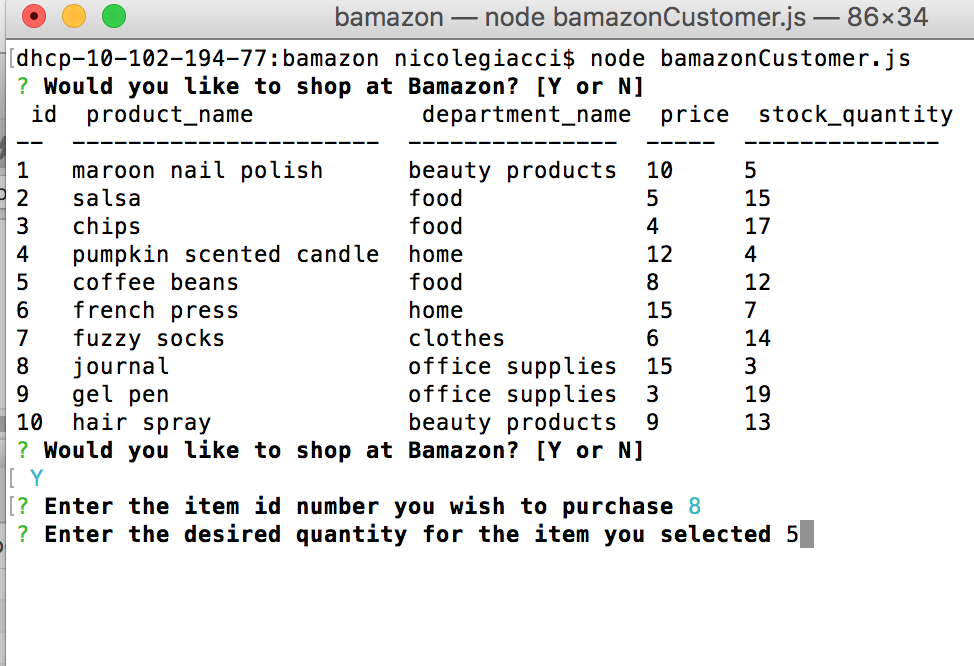 bamazon — node bamazonCustomer.js — 86×34
[dhcp-10-102-194-77:bamazon nicolegiacci$ node bamazonCustomer.js
? Would you like to shop at Bamazon? [Y or N]
id  product_name            department_name  price  stock_quantity
--  ----------------------  ---------------  -----  --------------
1   maroon nail polish      beauty products  10     5
2   salsa                   food             5      15
3   chips                   food             4      17
4   pumpkin scented candle  home             12     4
5   coffee beans            food             8      12
6   french press            home             15     7
7   fuzzy socks             clothes          6      14
8   journal                 office supplies  15     3
9   gel pen                 office supplies  3      19
10  hair spray              beauty products  9      13
? Would you like to shop at Bamazon? [Y or N]
[ Y
[? Enter the item id number you wish to purchase 8
? Enter the desired quantity for the item you selected 5